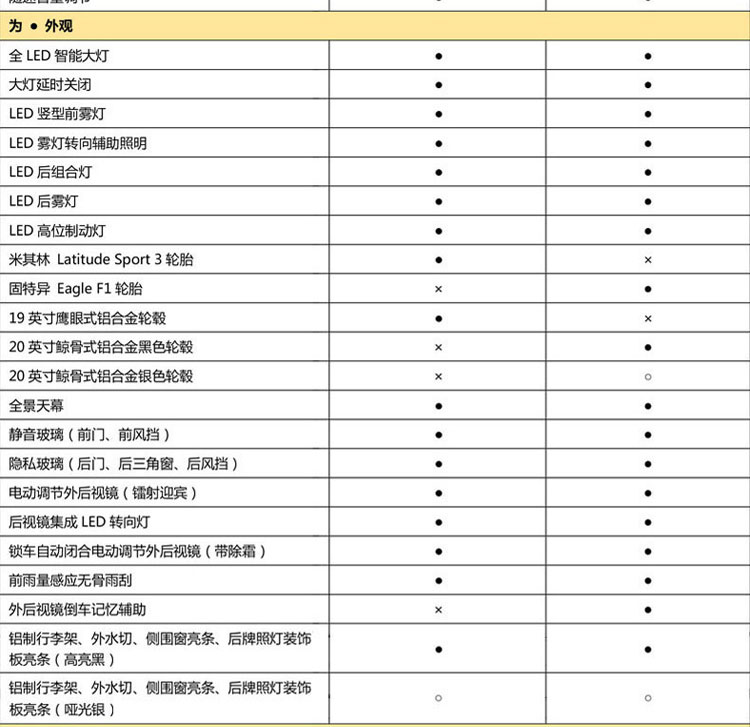 随速音量调节 ● ●
为 ● 外观
全 LED 智能大灯 ● ●
大灯延时关闭 ● ●
LED 竖型前雾灯 ● ●
LED 雾灯转向辅助照明 ● ●
LED 后组合灯 ● ●
LED 后雾灯 ● ●
LED 高位制动灯 ● ●
米其林 Latitude Sport 3 轮胎 ● ×
固特异 Eagle F1 轮胎 × ●
19 英寸鹰眼式铝合金轮毂 ● ×
20 英寸鲸骨式铝合金黑色轮毂 × ●
20 英寸鲸骨式铝合金银色轮毂 × ○
全景天幕 ● ●
静音玻璃（前门、前风挡） ● ●
隐私玻璃（后门、后三角窗、后风挡） ● ●
电动调节外后视镜（镭射迎宾） ● ●
后视镜集成 LED 转向灯 ● ●
锁车自动闭合电动调节外后视镜（带除霜） ● ●
前雨量感应无骨雨刮 ● ●
外后视镜倒车记忆辅助 × ●
铝制行李架、外水切、侧围窗亮条、后牌照灯装饰
板亮条（高亮黑） ● ●
铝制行李架、外水切、侧围窗亮条、后牌照灯装饰
板亮条（哑光银） ○ ○